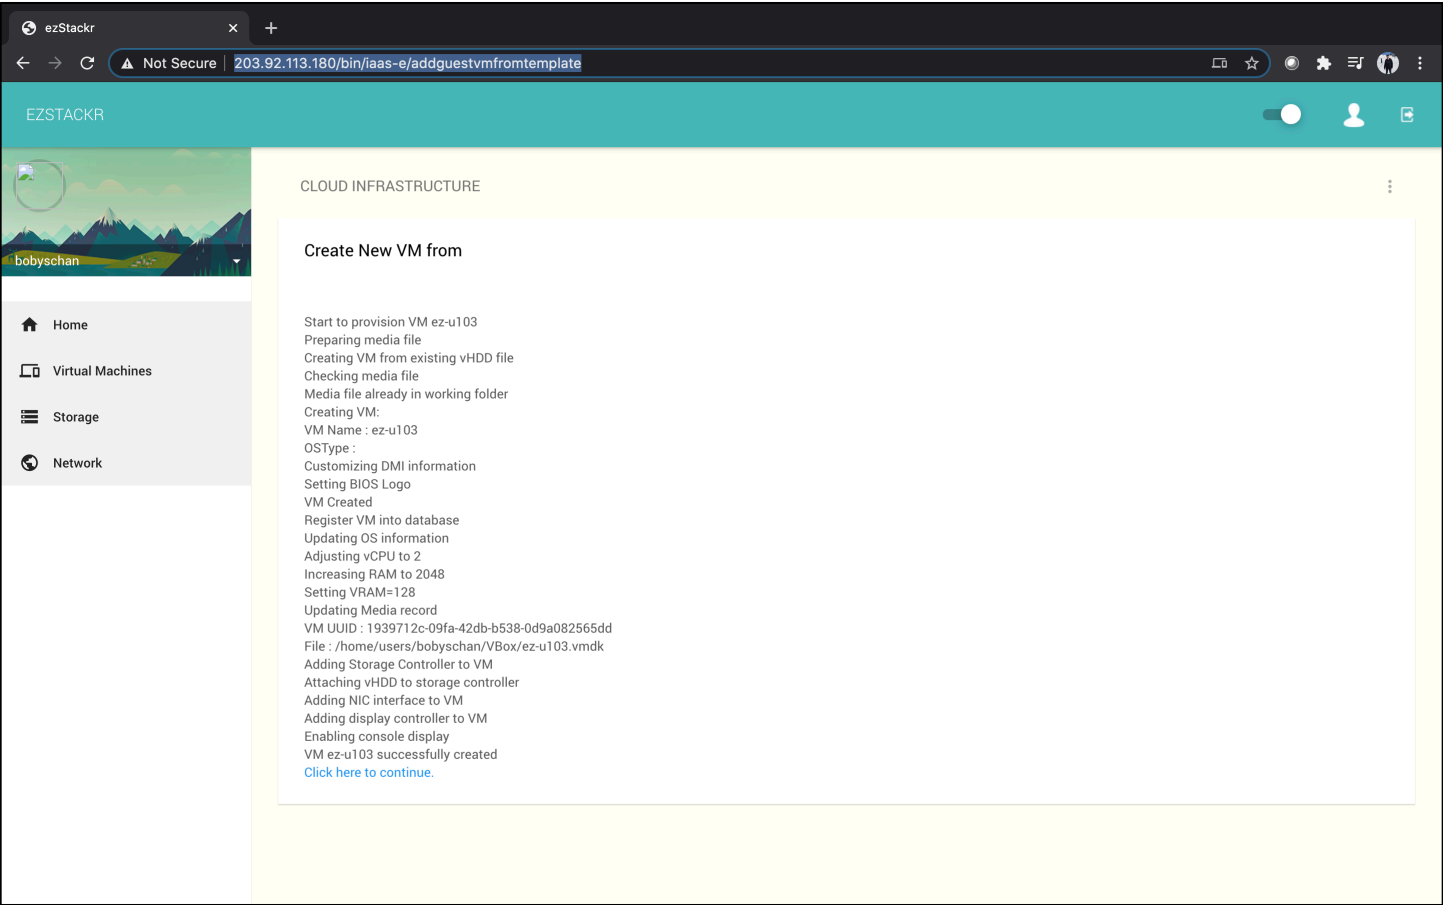 ezStackr
Not Secure 203.92.113.180/bin/iaas-e/addguestvmfromtemplate
EZSTACKR
bobyschan
Home
Virtual Machines
Storage
Network
CLOUD INFRASTRUCTURE
Create New VM from
Start to provision VM ez-u103
Preparing media file
Creating VM from existing vHDD file
Checking media file
Media file already in working folder
Creating VM:
VM Name : ez-u103
OSType :
Customizing DMI information
Setting BIOS Logo
VM Created
Register VM into database
Updating OS information
Adjusting vCPU to 2
Increasing RAM to 2048
Setting VRAM=128
Updating Media record
VM UUID : 1939712c-09fa-42db-b538-0d9a082565dd
File : /home/users/bobyschan/VBox/ez-u103.vmdk
Adding Storage Controller to VM
Attaching vHDD to storage controller
Adding NIC interface to VM
Adding display controller to VM
Enabling console display
VM ez-u103 successfully created
Click here to continue.